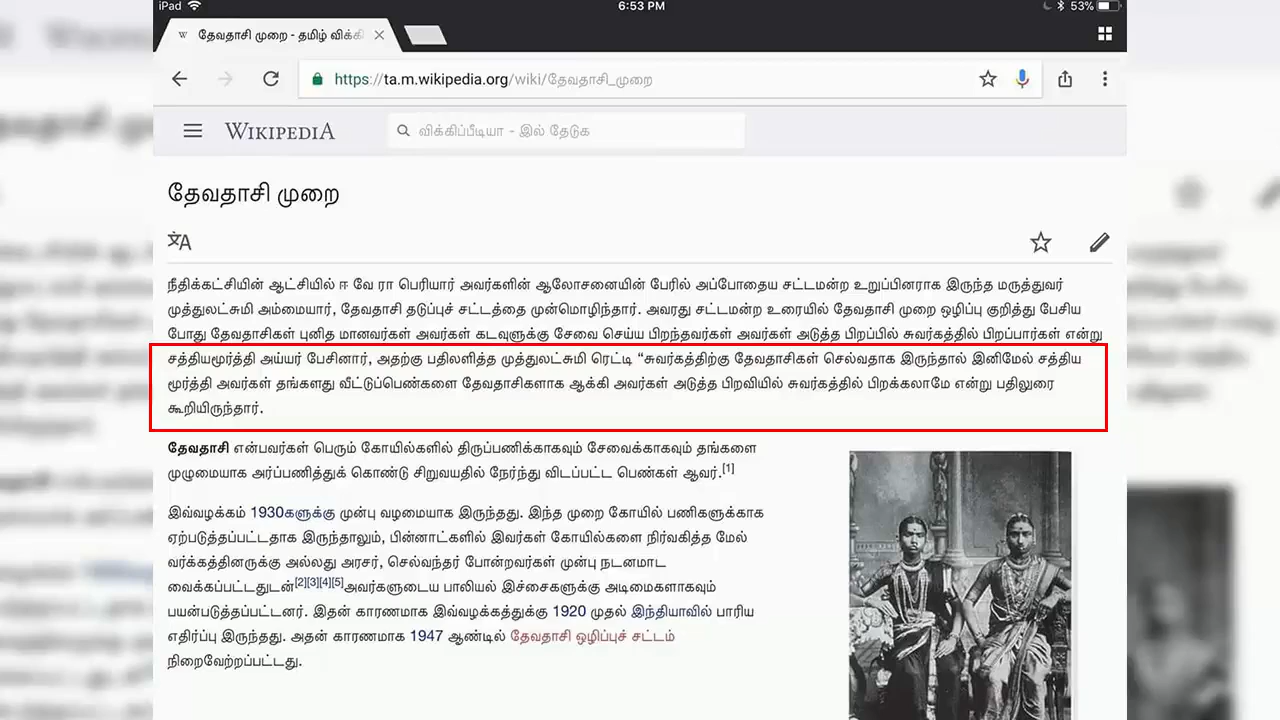 iPad
6:53 PM
53%
தேவதாசி முறை - தமிழ் விக்கி
https://ta.m.wikipedia.org/wiki/தேவதாசி_முறை
WIKIPEDIA
விக்கிப்பீடியா - இல் தேடுக
தேவதாசி முறை
நீதிக்கட்சியின் ஆட்சியில் ஈ வே ரா பெரியார் அவர்களின் ஆலோசனையின் பேரில் அப்போதைய சட்டமன்ற உறுப்பினராக இருந்த மருத்துவர்
முத்துலட்சுமி அம்மையார், தேவதாசி தடுப்புச் சட்டத்தை முன்மொழிந்தார். அவரது சட்டமன்ற உரையில் தேவதாசி முறை ஒழிப்பு குறித்து பேசிய
போது தேவதாசிகள் புனித மானவர்கள் அவர்கள் கடவுளுக்கு சேவை செய்ய பிறந்தவர்கள் அவர்கள் அடுத்த பிறப்பில் சுவர்கத்தில் பிறப்பார்கள் என்று
சத்தியமூர்த்தி அய்யர் பேசினார், அதற்கு பதிலளித்த முத்துலட்சுமி ரெட்டி “சுவர்கத்திற்கு தேவதாசிகள் செல்வதாக இருந்தால் இனிமேல் சத்திய
மூர்த்தி அவர்கள் தங்களது வீட்டுப்பெண்களை தேவதாசிகளாக ஆக்கி அவர்கள் அடுத்த பிறவியில் சுவர்கத்தில் பிறக்கலாமே என்று பதிலுரை
கூறியிருந்தார்.
தேவதாசி என்பவர்கள் பெரும் கோயில்களில் திருப்பணிக்காகவும் சேவைக்காகவும் தங்களை
முழுமையாக அர்ப்பணித்துக் கொண்டு சிறுவயதில் நேர்ந்து விடப்பட்ட பெண்கள் ஆவர்.[1]
இவ்வழக்கம் 1930களுக்கு முன்பு வழமையாக இருந்தது. இந்த முறை கோயில் பணிகளுக்காக
ஏற்படுத்தப்பட்டதாக இருந்தாலும், பின்னாட்களில் இவர்கள் கோயில்களை நிர்வகித்த மேல்
வர்க்கத்தினருக்கு அல்லது அரசர், செல்வந்தர் போன்றவர்கள் முன்பு நடனமாட
வைக்கப்பட்டதுடன்[2][3][4][5]அவர்களுடைய பாலியல் இச்சைகளுக்கு அடிமைகளாகவும்
பயன்படுத்தப்பட்டனர். இதன் காரணமாக இவ்வழக்கத்துக்கு 1920 முதல் இந்தியாவில் பாரிய
எதிர்ப்பு இருந்தது. அதன் காரணமாக 1947 ஆண்டில் தேவதாசி ஒழிப்புச் சட்டம்
நிறைவேற்றப்பட்டது.